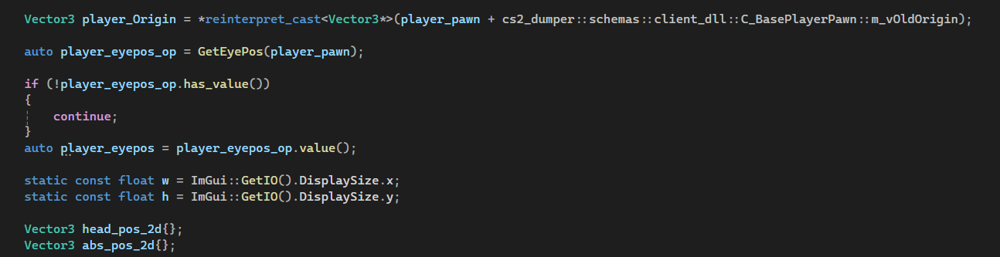 Vector3 player_Origin = *reinterpret_cast<Vector3*>(player_pawn + cs2_dumper::schemas::client_dll::C_BasePlayerPawn::m_vOldOrigin);
auto player_eyepos_op = GetEyePos(player_pawn);
if (!player_eyepos_op.has_value())
{
continue;
}
auto player_eyepos = player_eyepos_op.value();
static const float w = ImGui::GetIO().DisplaySize.x;
static const float h = ImGui::GetIO().DisplaySize.y;
Vector3 head_pos_2d{};
Vector3 abs_pos_2d{};